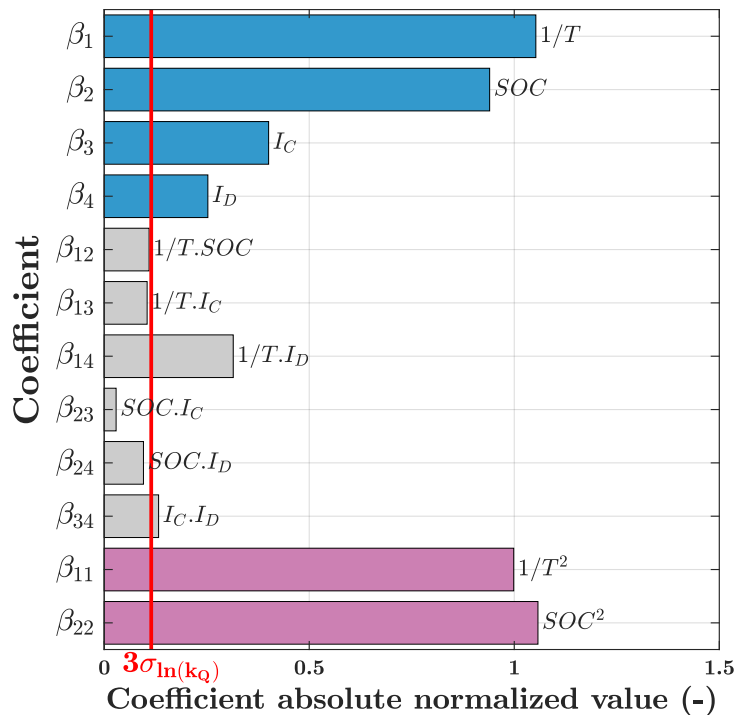 Coefficient
β₁ 1/T
β₂ SOC
β₃ I_C
β₄ I_D
β₁₂ 1/T.SOC
β₁₃ 1/T.I_C
β₁₄ 1/T.I_D
β₂₃ SOC.I_C
β₂₄ SOC.I_D
β₃₄ I_C.I_D
β₁₁ 1/T²
β₂₂ SOC²
0 0.5 1 1.5
3σ_ln(k_Q)
Coefficient absolute normalized value (-)